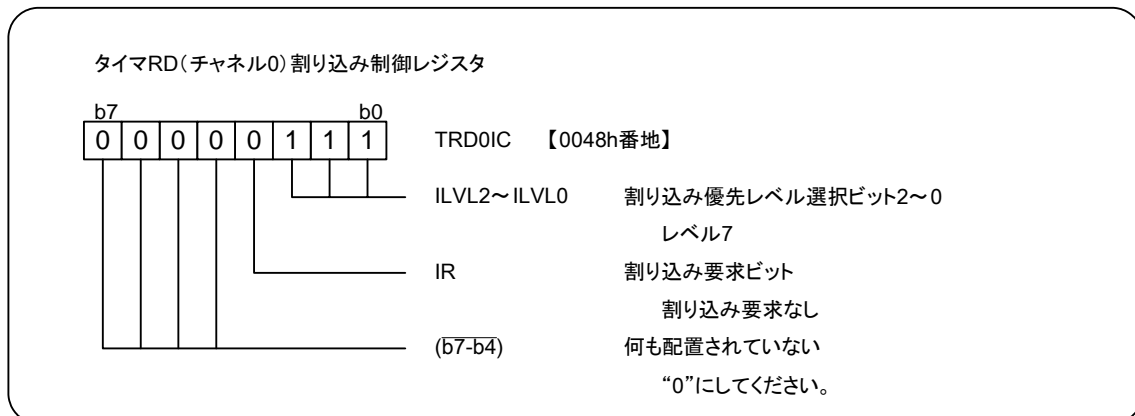 タイマRD(チャネル0)割り込み制御レジスタ
b7 b0
0 0 0 0 0 1 1 1 TRD0IC 【0048h番地】
ILVL2～ILVL0 割り込み優先レベル選択ビット2～0
レベル7
IR 割り込み要求ビット
割り込み要求なし
(b7-b4) 何も配置されていない
“0”にしてください。